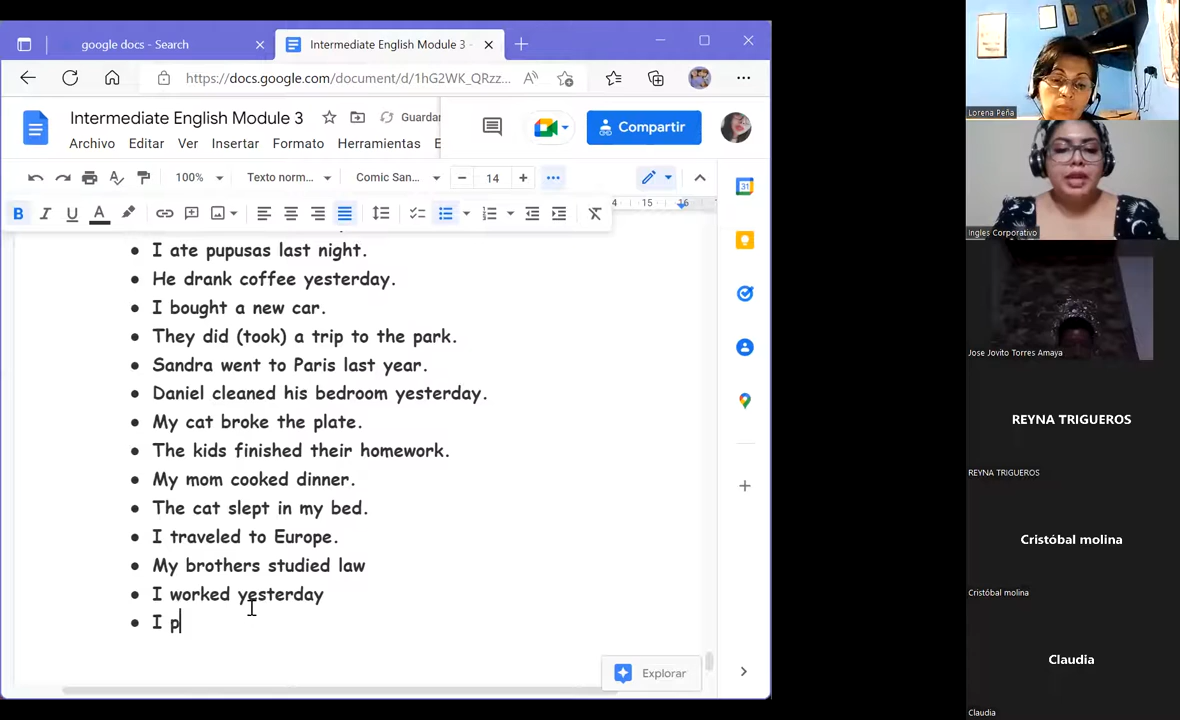 google docs - Search
Intermediate English Module 3 -
https://docs.google.com/document/d/1hG2WK_QRzz...
Intermediate English Module 3
Guardar
Compartir
Archivo Editar Ver Insertar Formato Herramientas E
100% Texto norm... Comic San... 14
14 15 16
I ate pupusas last night.
He drank coffee yesterday.
I bought a new car.
They did (took) a trip to the park.
Sandra went to Paris last year.
Daniel cleaned his bedroom yesterday.
My cat broke the plate.
The kids finished their homework.
My mom cooked dinner.
The cat slept in my bed.
I traveled to Europe.
My brothers studied law
I worked yesterday
I p
Explorar
Lorena Peña
Ingles Corporativo
Jose Jovito Torres Amaya
REYNA TRIGUEROS
REYNA TRIGUEROS
Cristóbal molina
Cristóbal molina
Claudia
Claudia